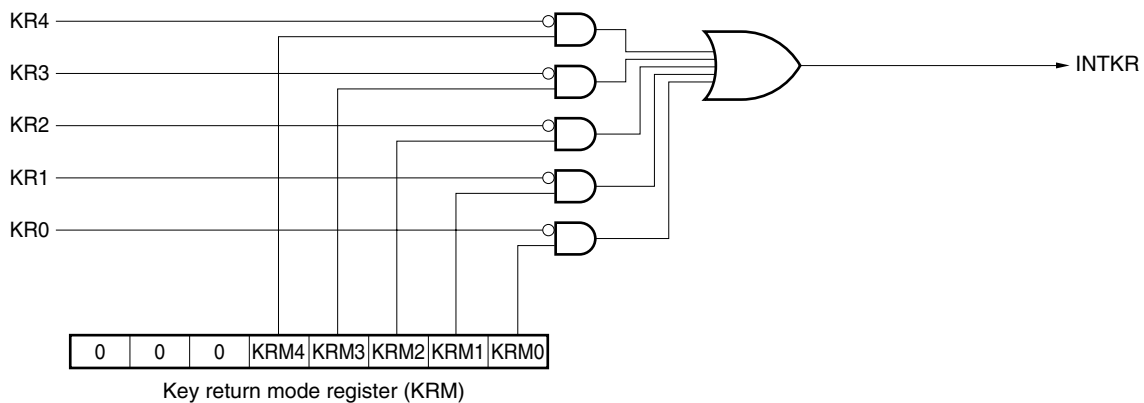 KR4
INTKR
KR3
KR2
KR1
KR0
0 0 0 KRM4 KRM3 KRM2 KRM1 KRM0
Key return mode register (KRM)